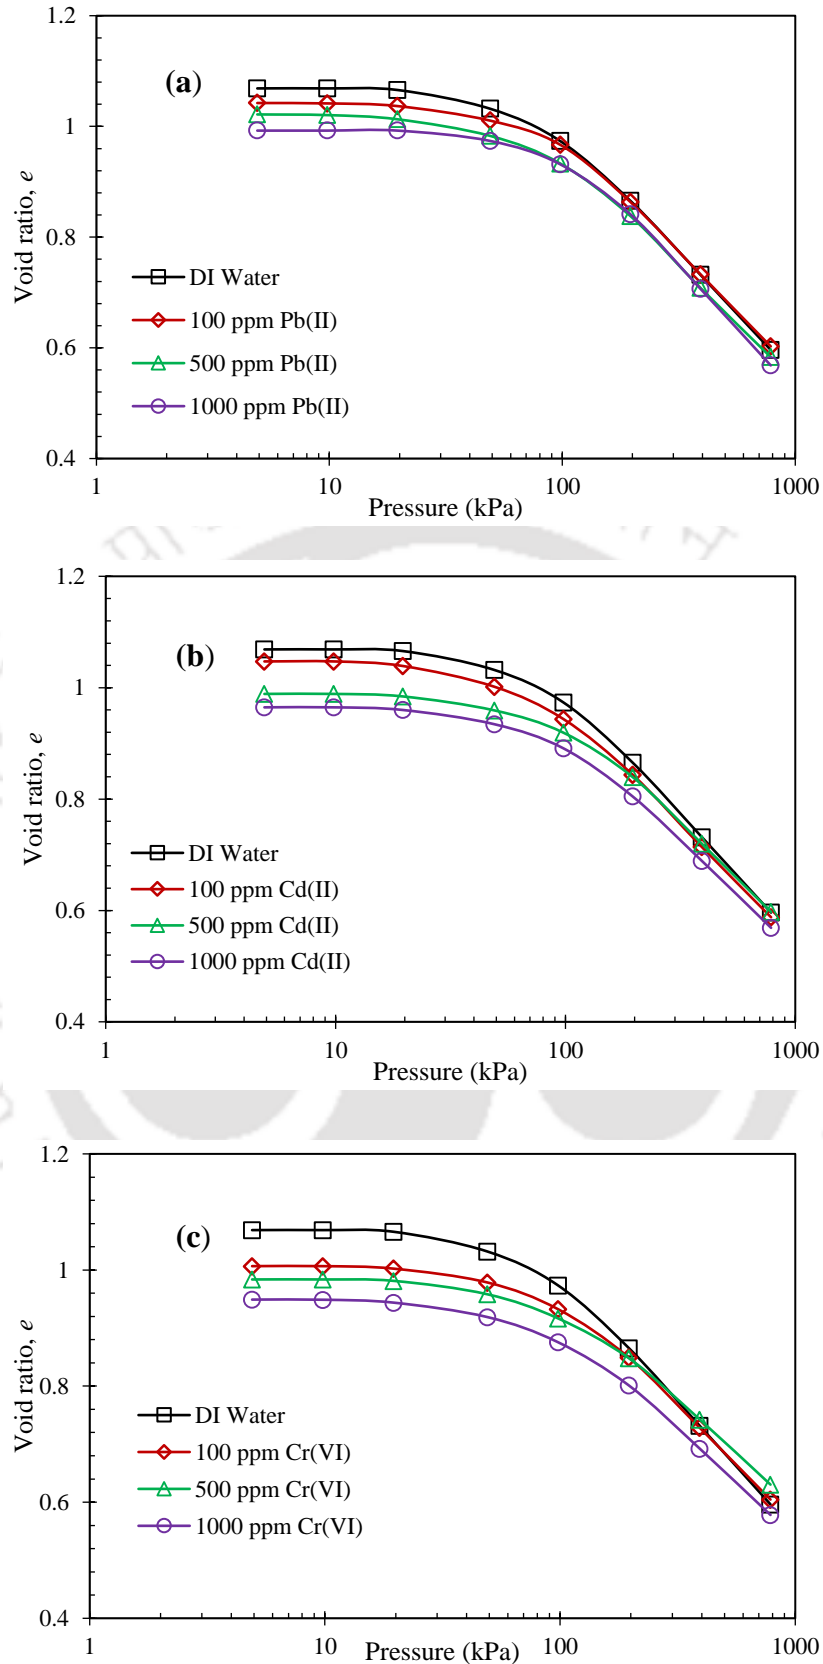 (a)
1.2
1
0.8
0.6
0.4
Void ratio, e
DI Water
100 ppm Pb(II)
500 ppm Pb(II)
1000 ppm Pb(II)
1 10 100 1000
Pressure (kPa)
(b)
1.2
1
0.8
0.6
0.4
Void ratio, e
DI Water
100 ppm Cd(II)
500 ppm Cd(II)
1000 ppm Cd(II)
1 10 100 1000
Pressure (kPa)
(c)
1.2
1
0.8
0.6
0.4
Void ratio, e
DI Water
100 ppm Cr(VI)
500 ppm Cr(VI)
1000 ppm Cr(VI)
1 10 100 1000
Pressure (kPa)